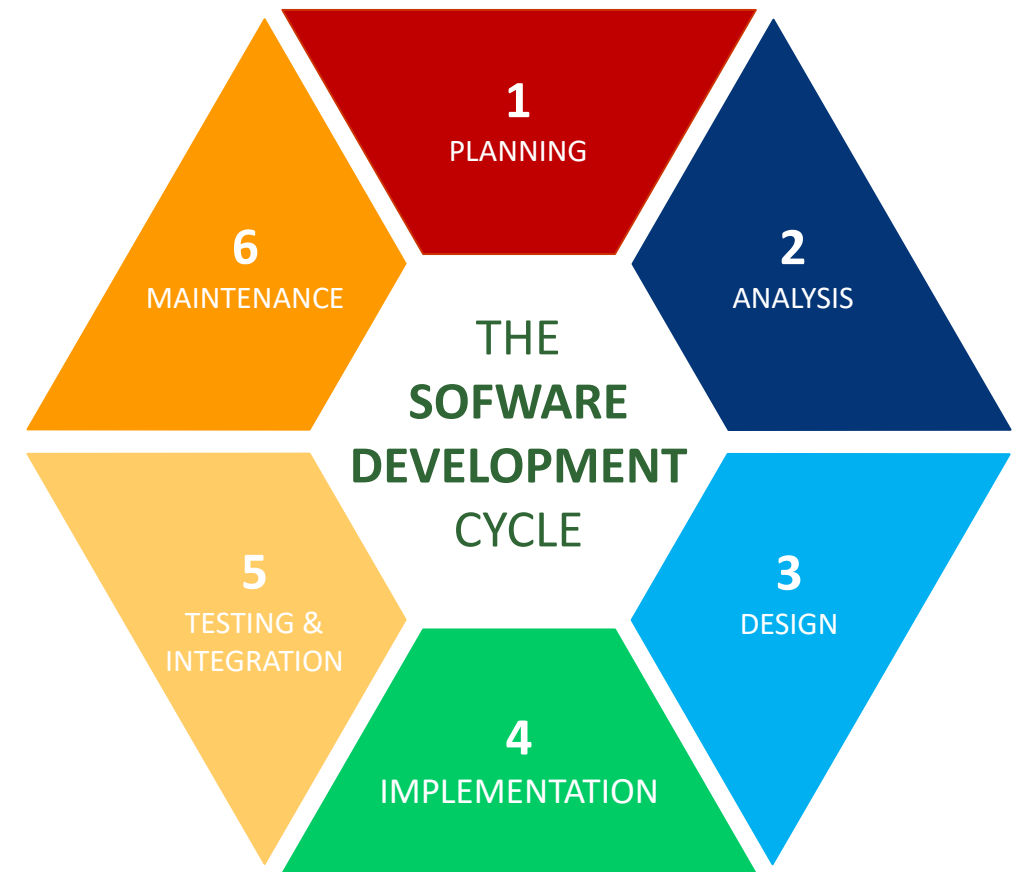 1
PLANNING
2
ANALYSIS
3
DESIGN
4
IMPLEMENTATION
5
TESTING &
INTEGRATION
6
MAINTENANCE
THE
SOFWARE
DEVELOPMENT
CYCLE